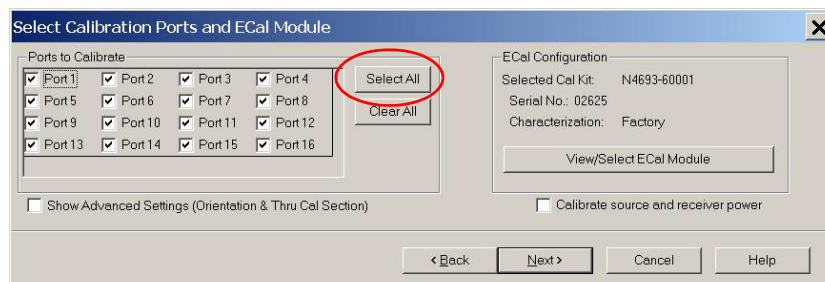 Select Calibration Ports and ECal Module
Ports to Calibrate
Port 1 Port 2 Port 3 Port 4
Port 5 Port 6 Port 7 Port 8
Port 9 Port 10 Port 11 Port 12
Port 13 Port 14 Port 15 Port 16
Select All
Clear All
Show Advanced Settings (Orientation & Thru Cal Section)
ECal Configuration
Selected Cal Kit: N4693-60001
Serial No.: 02625
Characterization: Factory
View/Select ECal Module
Calibrate source and receiver power
< Back Next > Cancel Help